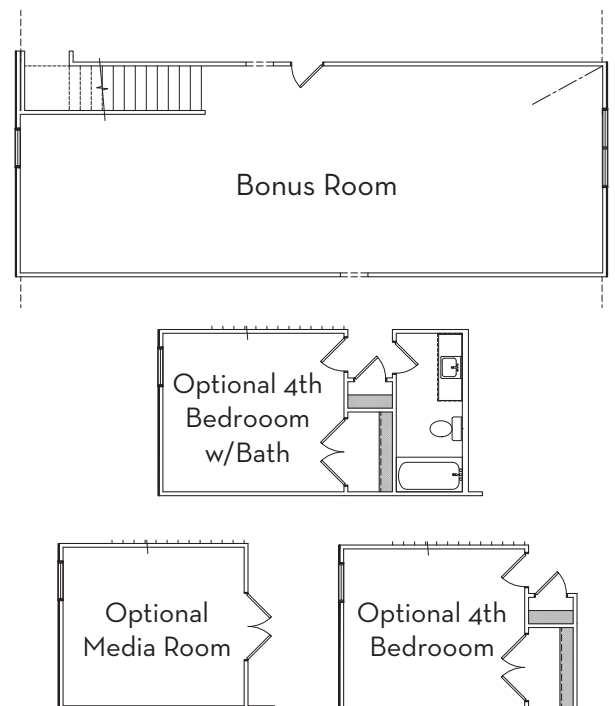 Bonus Room
Optional 4th
Bedrooom
w/Bath
Optional
Media Room
Optional 4th
Bedrooom